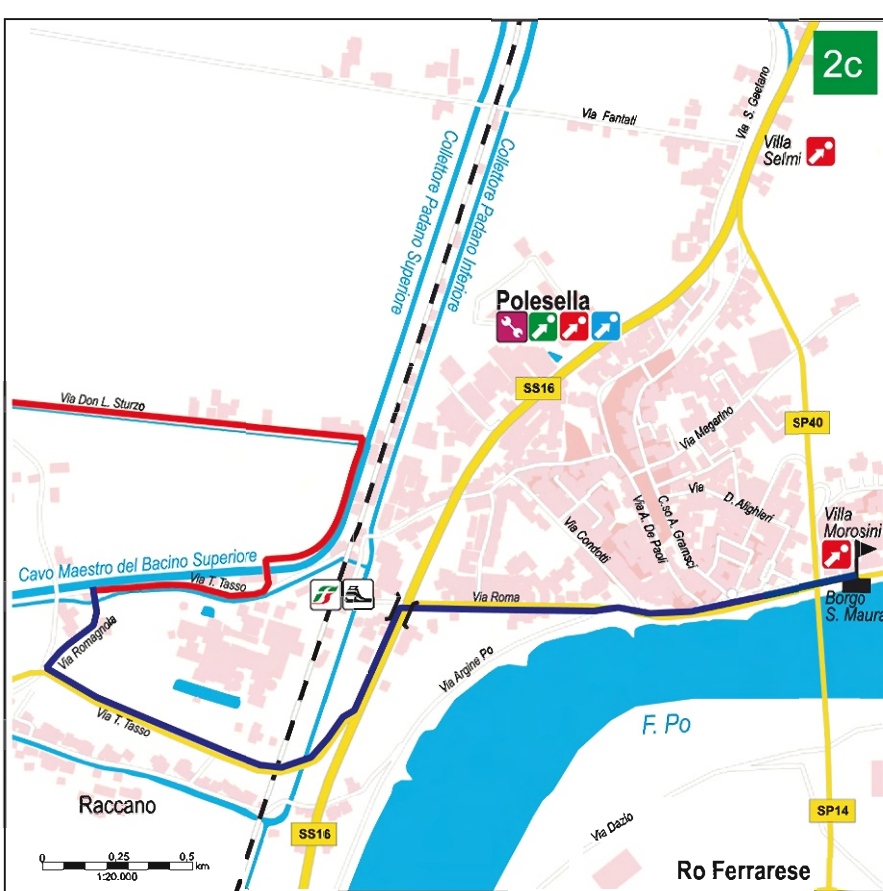 2c
Via Fantati
Via S. Gaetano
Villa
Selmi
Collettore Padano Superiore
Collettore Padano Inferiore
Polesella
SS16
Via Don L. Sturzo
SP40
Via Magarino
Via
D. Alighieri
C.so A. Gramsci
Via A. De Paoli
Via Condotti
Villa
Morosini
Cavo Maestro del Bacino Superiore
Via T. Tasso
Via Roma
Borgo
S. Maura
Via Romagnola
Via Argine Po
Via T. Tasso
F. Po
Raccano
SS16
SP14
Via Dazio
Ro Ferrarese
0 0,25 0,5 km
1:20.000